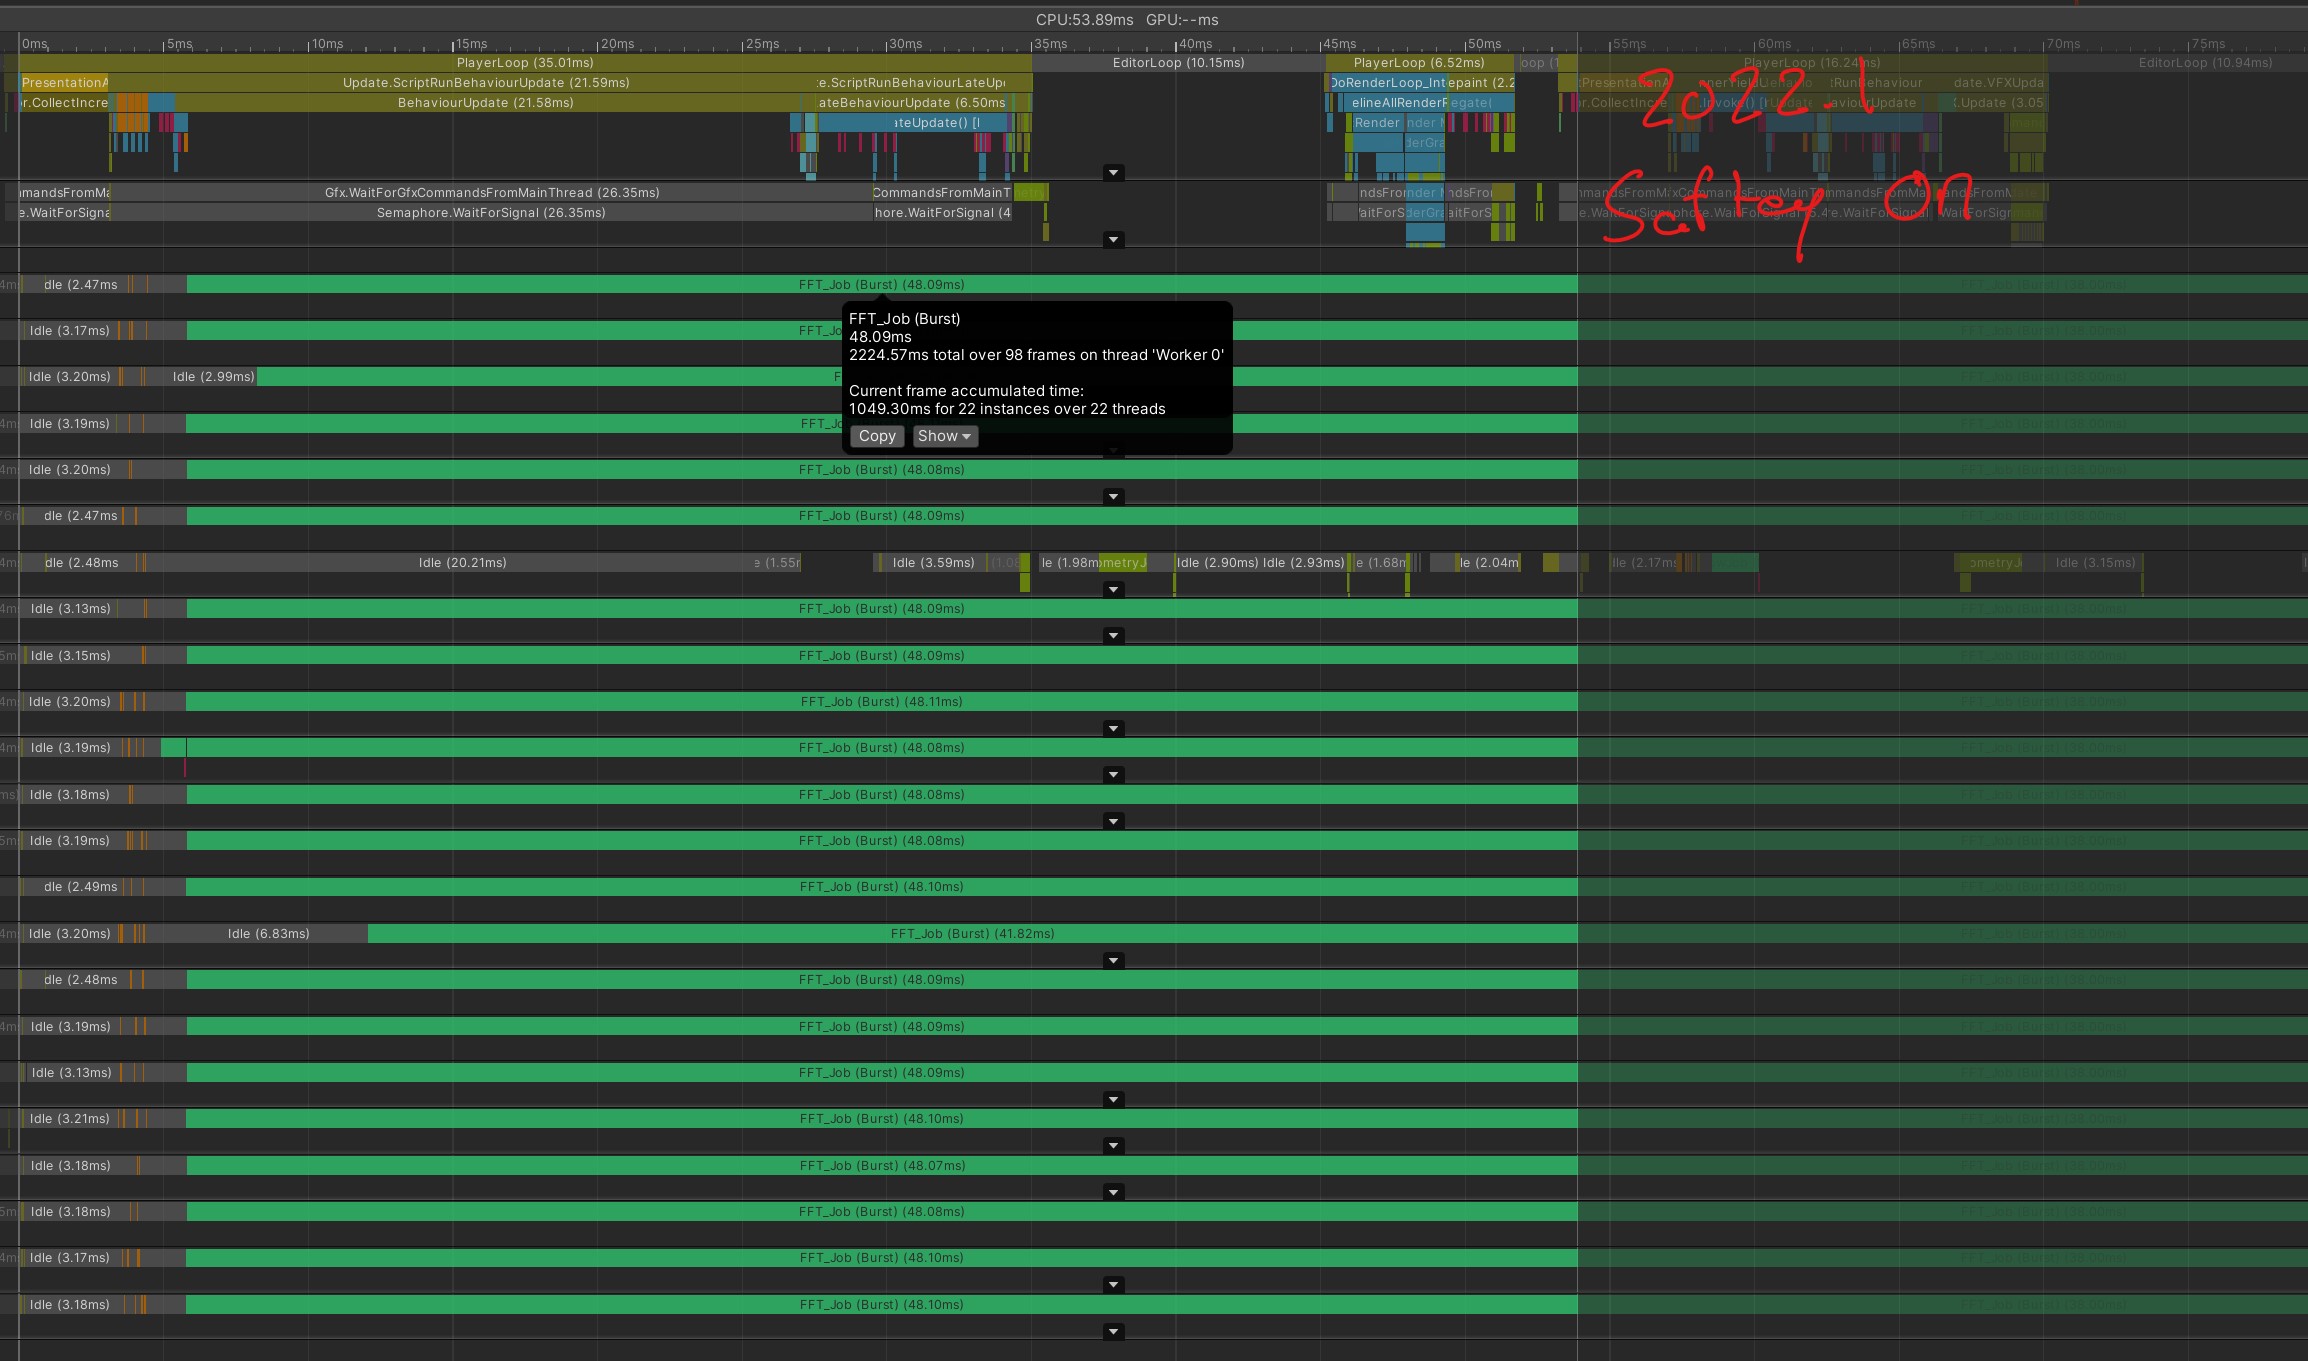 CPU:53.89ms GPU:--ms
0ms 5ms 10ms 15ms 20ms 25ms 30ms 35ms 40ms 45ms 50ms 55ms 60ms 65ms 70ms 75ms
PlayerLoop (35.01ms) EditorLoop (10.15ms) PlayerLoop (6.52ms) PlayerLoop (16.24ms) EditorLoop (10.94ms)
PresentationA Update.ScriptRunBehaviourUpdate (21.59ms) :e.ScriptRunBehaviourLateUp DoRenderLoop_Int epaint (2.2
r.CollectIncre BehaviourUpdate (21.58ms) ateBehaviourUpdate (6.50ms elineAllRenderF egate(
ateUpdate() [I Render
2022.1
Saftey On
mandsFromMa Gfx.WaitForGfxCommandsFromMainThread (26.35ms) CommandsFromMainT
e.WaitForSigna Semaphore.WaitForSignal (26.35ms) hore.WaitForSignal (4
dle (2.47ms FFT_Job (Burst) (48.09ms)
FFT_Job (Burst)
48.09ms
2224.57ms total over 98 frames on thread 'Worker 0'
Current frame accumulated time:
1049.30ms for 22 instances over 22 threads
Copy Show
Idle (3.17ms) FFT_Jo
Idle (3.20ms) Idle (2.99ms) F
Idle (3.19ms) FFT_Jo
Idle (3.20ms) FFT_Job (Burst) (48.08ms)
dle (2.47ms FFT_Job (Burst) (48.09ms)
dle (2.48ms Idle (20.21ms) e (1.55r Idle (3.59ms) le (1.98m ometryJ Idle (2.90ms) Idle (2.93ms) e (1.68m le (2.04m lle (2.17ms ometryJ Idle (3.15ms)
Idle (3.13ms) FFT_Job (Burst) (48.09ms)
Idle (3.15ms) FFT_Job (Burst) (48.09ms)
Idle (3.20ms) FFT_Job (Burst) (48.11ms)
Idle (3.19ms) FFT_Job (Burst) (48.08ms)
Idle (3.18ms) FFT_Job (Burst) (48.08ms)
Idle (3.19ms) FFT_Job (Burst) (48.08ms)
dle (2.49ms FFT_Job (Burst) (48.10ms)
Idle (3.20ms) Idle (6.83ms) FFT_Job (Burst) (41.82ms)
dle (2.48ms FFT_Job (Burst) (48.09ms)
Idle (3.19ms) FFT_Job (Burst) (48.09ms)
Idle (3.13ms) FFT_Job (Burst) (48.09ms)
Idle (3.21ms) FFT_Job (Burst) (48.10ms)
Idle (3.18ms) FFT_Job (Burst) (48.07ms)
Idle (3.18ms) FFT_Job (Burst) (48.08ms)
Idle (3.17ms) FFT_Job (Burst) (48.10ms)
Idle (3.18ms) FFT_Job (Burst) (48.10ms)